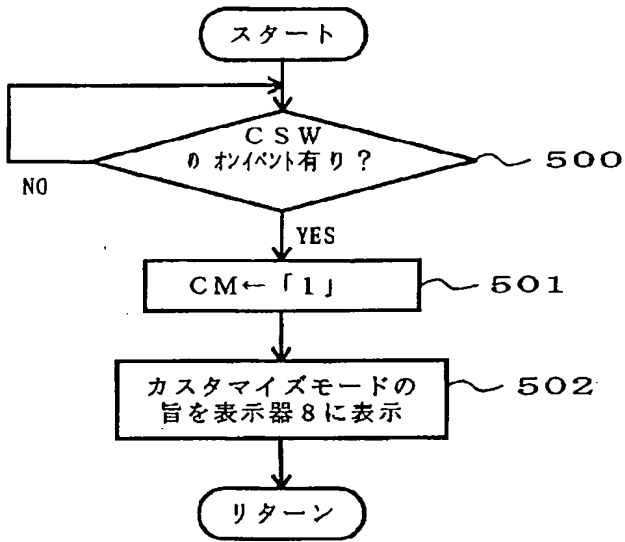 スタート
CSW
の オンイベント有り?
500
NO
YES
CM←「1」
501
カスタマイズモードの
旨を表示器8に表示
502
リターン